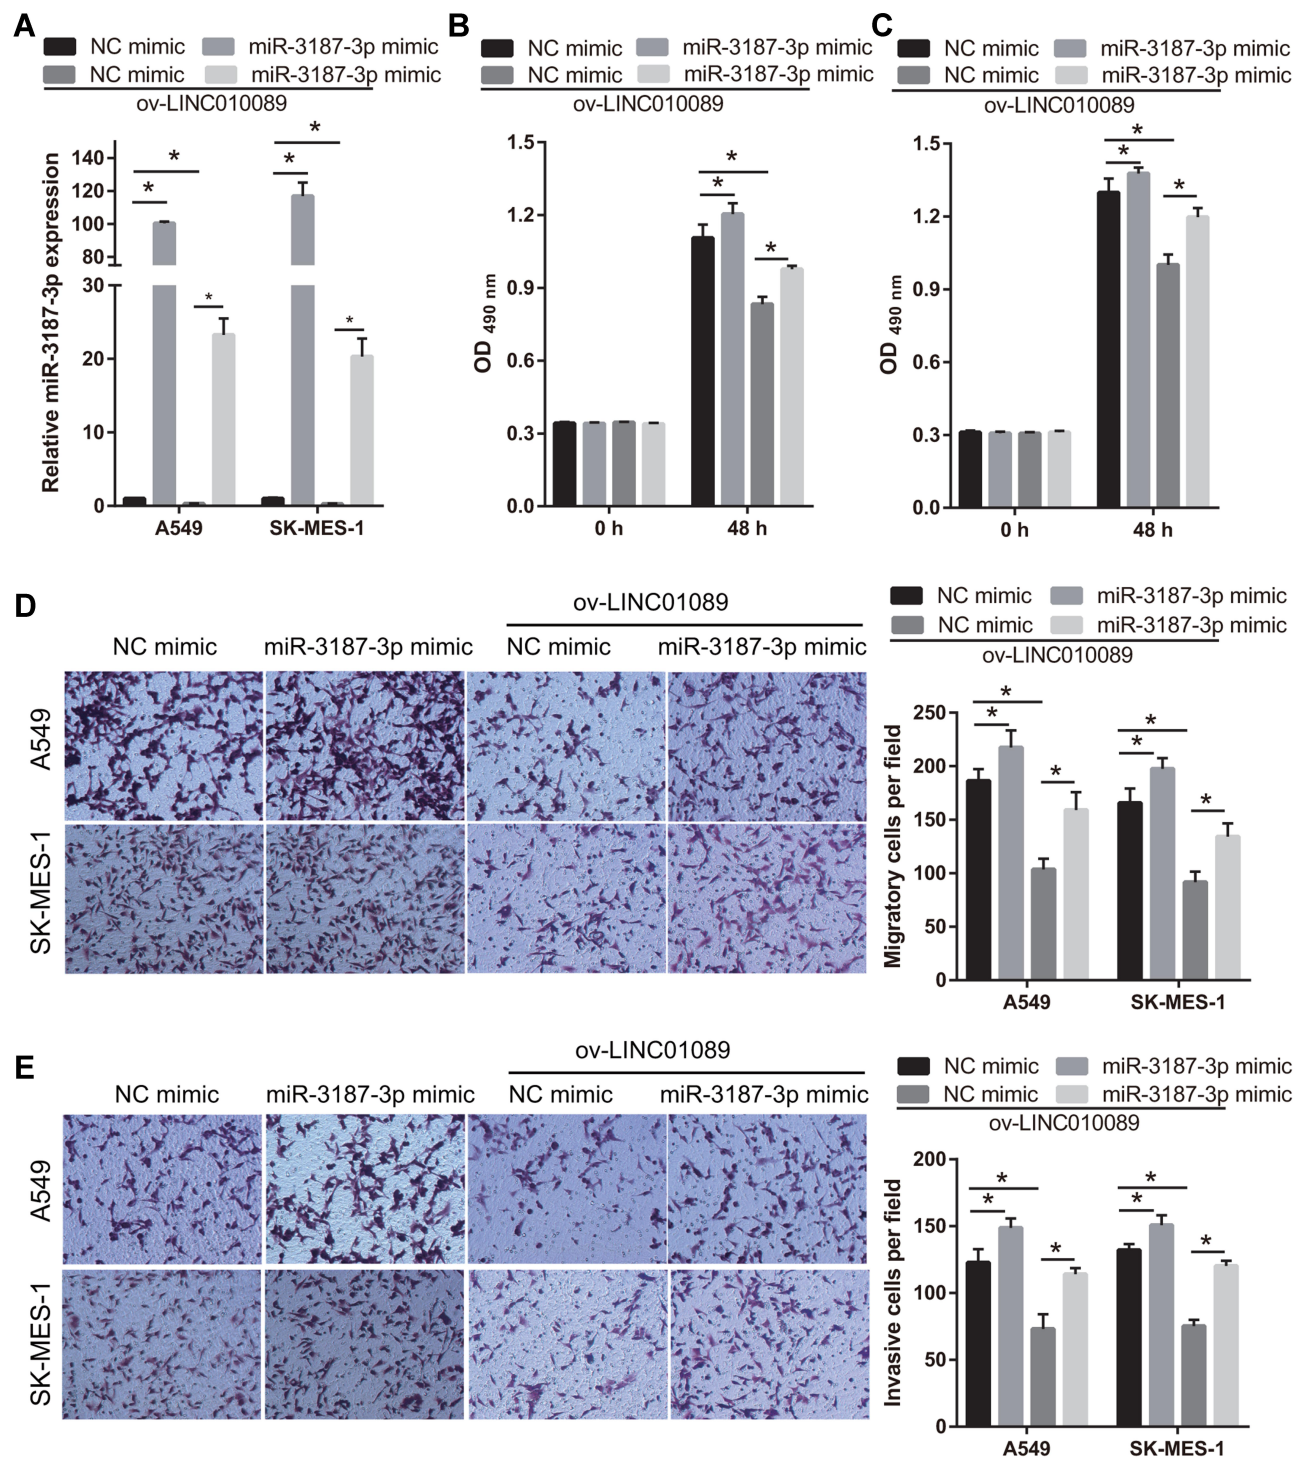 A
NC mimic miR-3187-3p mimic
NC mimic miR-3187-3p mimic
ov-LINC010089
Relative miR-3187-3p expression
140
120
100
80
30
20
10
0
* * * * * *
A549 SK-MES-1
B
NC mimic miR-3187-3p mimic
NC mimic miR-3187-3p mimic
ov-LINC010089
OD 490 nm
1.5
1.2
0.9
0.6
0.3
0.0
* * *
0 h 48 h
C
NC mimic miR-3187-3p mimic
NC mimic miR-3187-3p mimic
ov-LINC010089
OD 490 nm
1.5
1.2
0.9
0.6
0.3
0.0
* * *
0 h 48 h
D
ov-LINC01089
NC mimic miR-3187-3p mimic NC mimic miR-3187-3p mimic
A549
SK-MES-1
NC mimic miR-3187-3p mimic
NC mimic miR-3187-3p mimic
ov-LINC010089
Migratory cells per field
250
200
150
100
50
0
* * * * * *
A549 SK-MES-1
E
ov-LINC01089
NC mimic miR-3187-3p mimic NC mimic miR-3187-3p mimic
A549
SK-MES-1
NC mimic miR-3187-3p mimic
NC mimic miR-3187-3p mimic
ov-LINC010089
Invasive cells per field
200
150
100
50
0
* * * * * *
A549 SK-MES-1